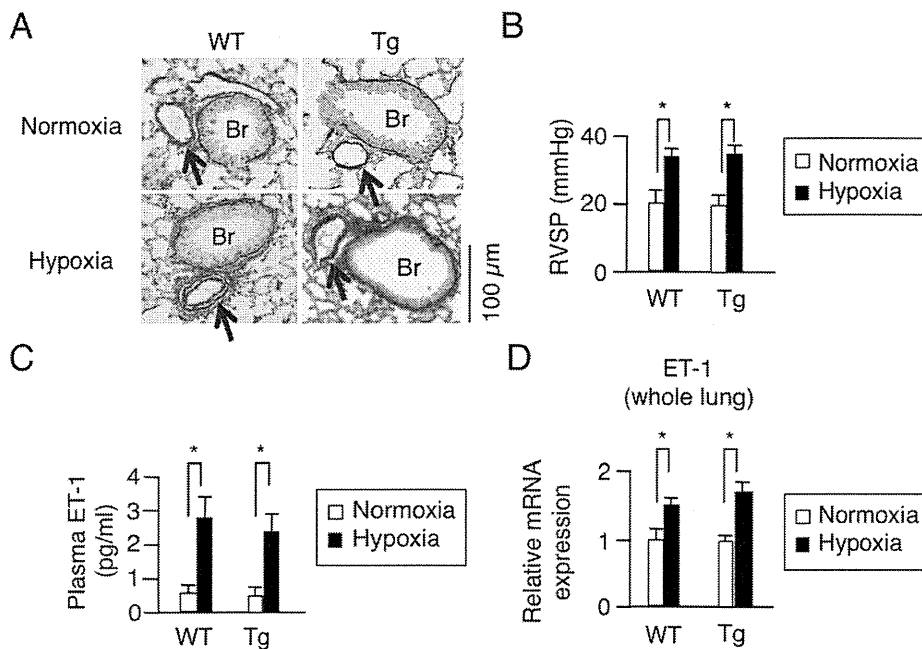 A
WT
Tg
Normoxia
Br
Br
Hypoxia
Br
Br
100 µm
B
RVSP (mmHg)
40
20
0
*
*
WT
Tg
Normoxia
Hypoxia
C
Plasma ET-1
(pg/ml)
4
3
2
1
0
*
*
WT
Tg
Normoxia
Hypoxia
D
ET-1
(whole lung)
Relative mRNA
expression
2
1
0
*
*
WT
Tg
Normoxia
Hypoxia